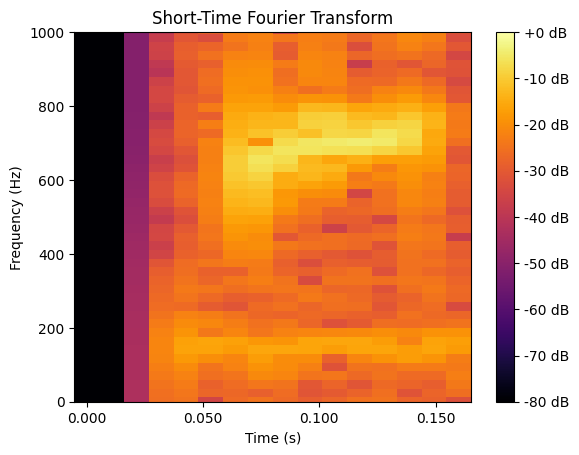 Short-Time Fourier Transform
1000
800
600
400
200
0
Frequency (Hz)
0.000
0.050
0.100
0.150
Time (s)
+0 dB
-10 dB
-20 dB
-30 dB
-40 dB
-50 dB
-60 dB
-70 dB
-80 dB